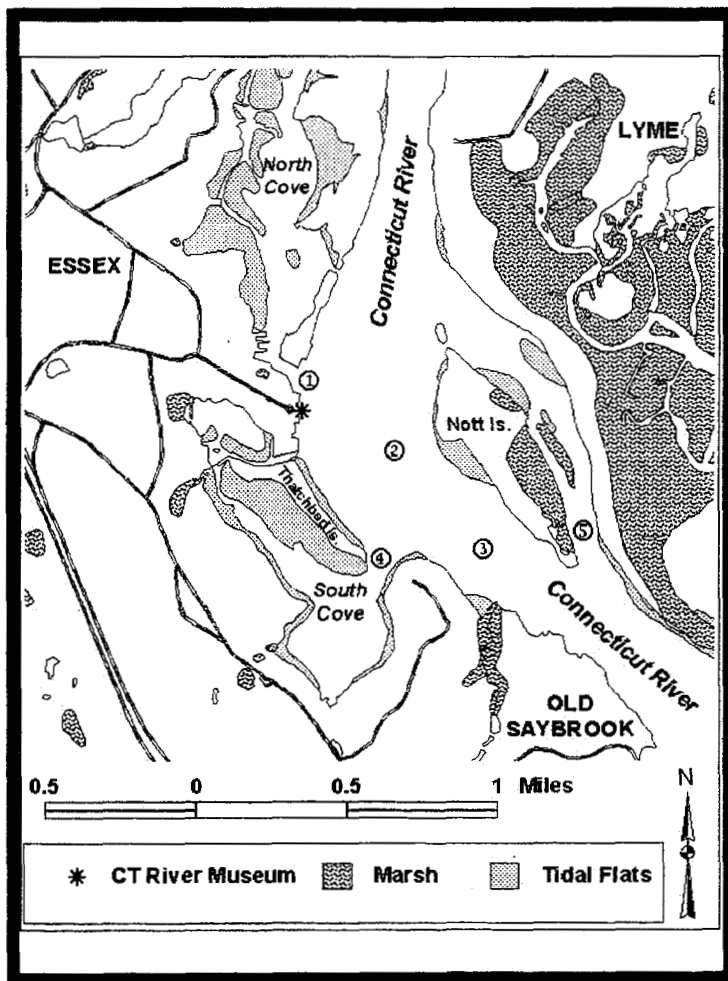 LYME
North
Cove
Connecticut River
ESSEX
①
Nott Is.
②
Thatchbed Is.
⑤
③
④
South
Cove
Connecticut River
OLD
SAYBROOK
0.5 0 0.5 1 Miles
N
CT River Museum Marsh Tidal Flats